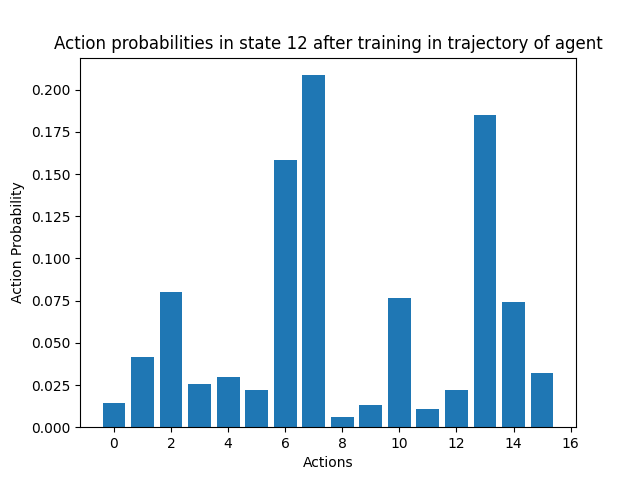 Action probabilities in state 12 after training in trajectory of agent
0.200
0.175
0.150
0.125
0.100
0.075
0.050
0.025
0.000
Action Probability
0 2 4 6 8 10 12 14 16
Actions